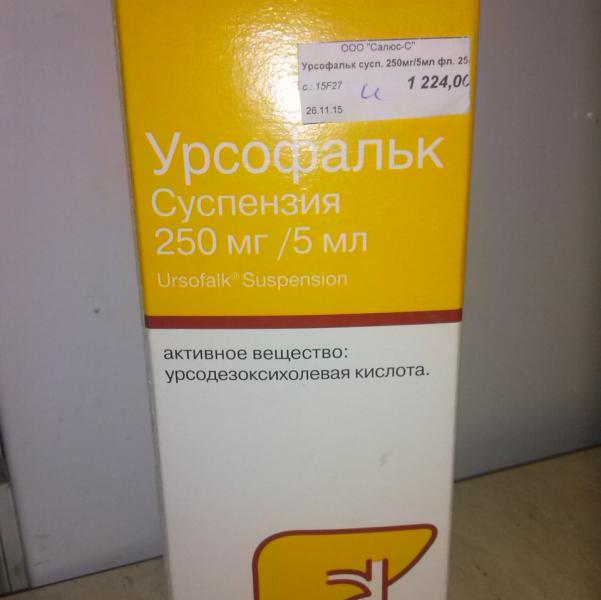 ООО "Салюс-С"
Урсофальк сусп. 250мг/5мл фл. 25
с.: 15F27
1 224,00
26.11.15
Урсофальк
Суспензия
250 мг /5 мл
Ursofalk® Suspension
активное вещество:
урсодезоксихолевая кислота.